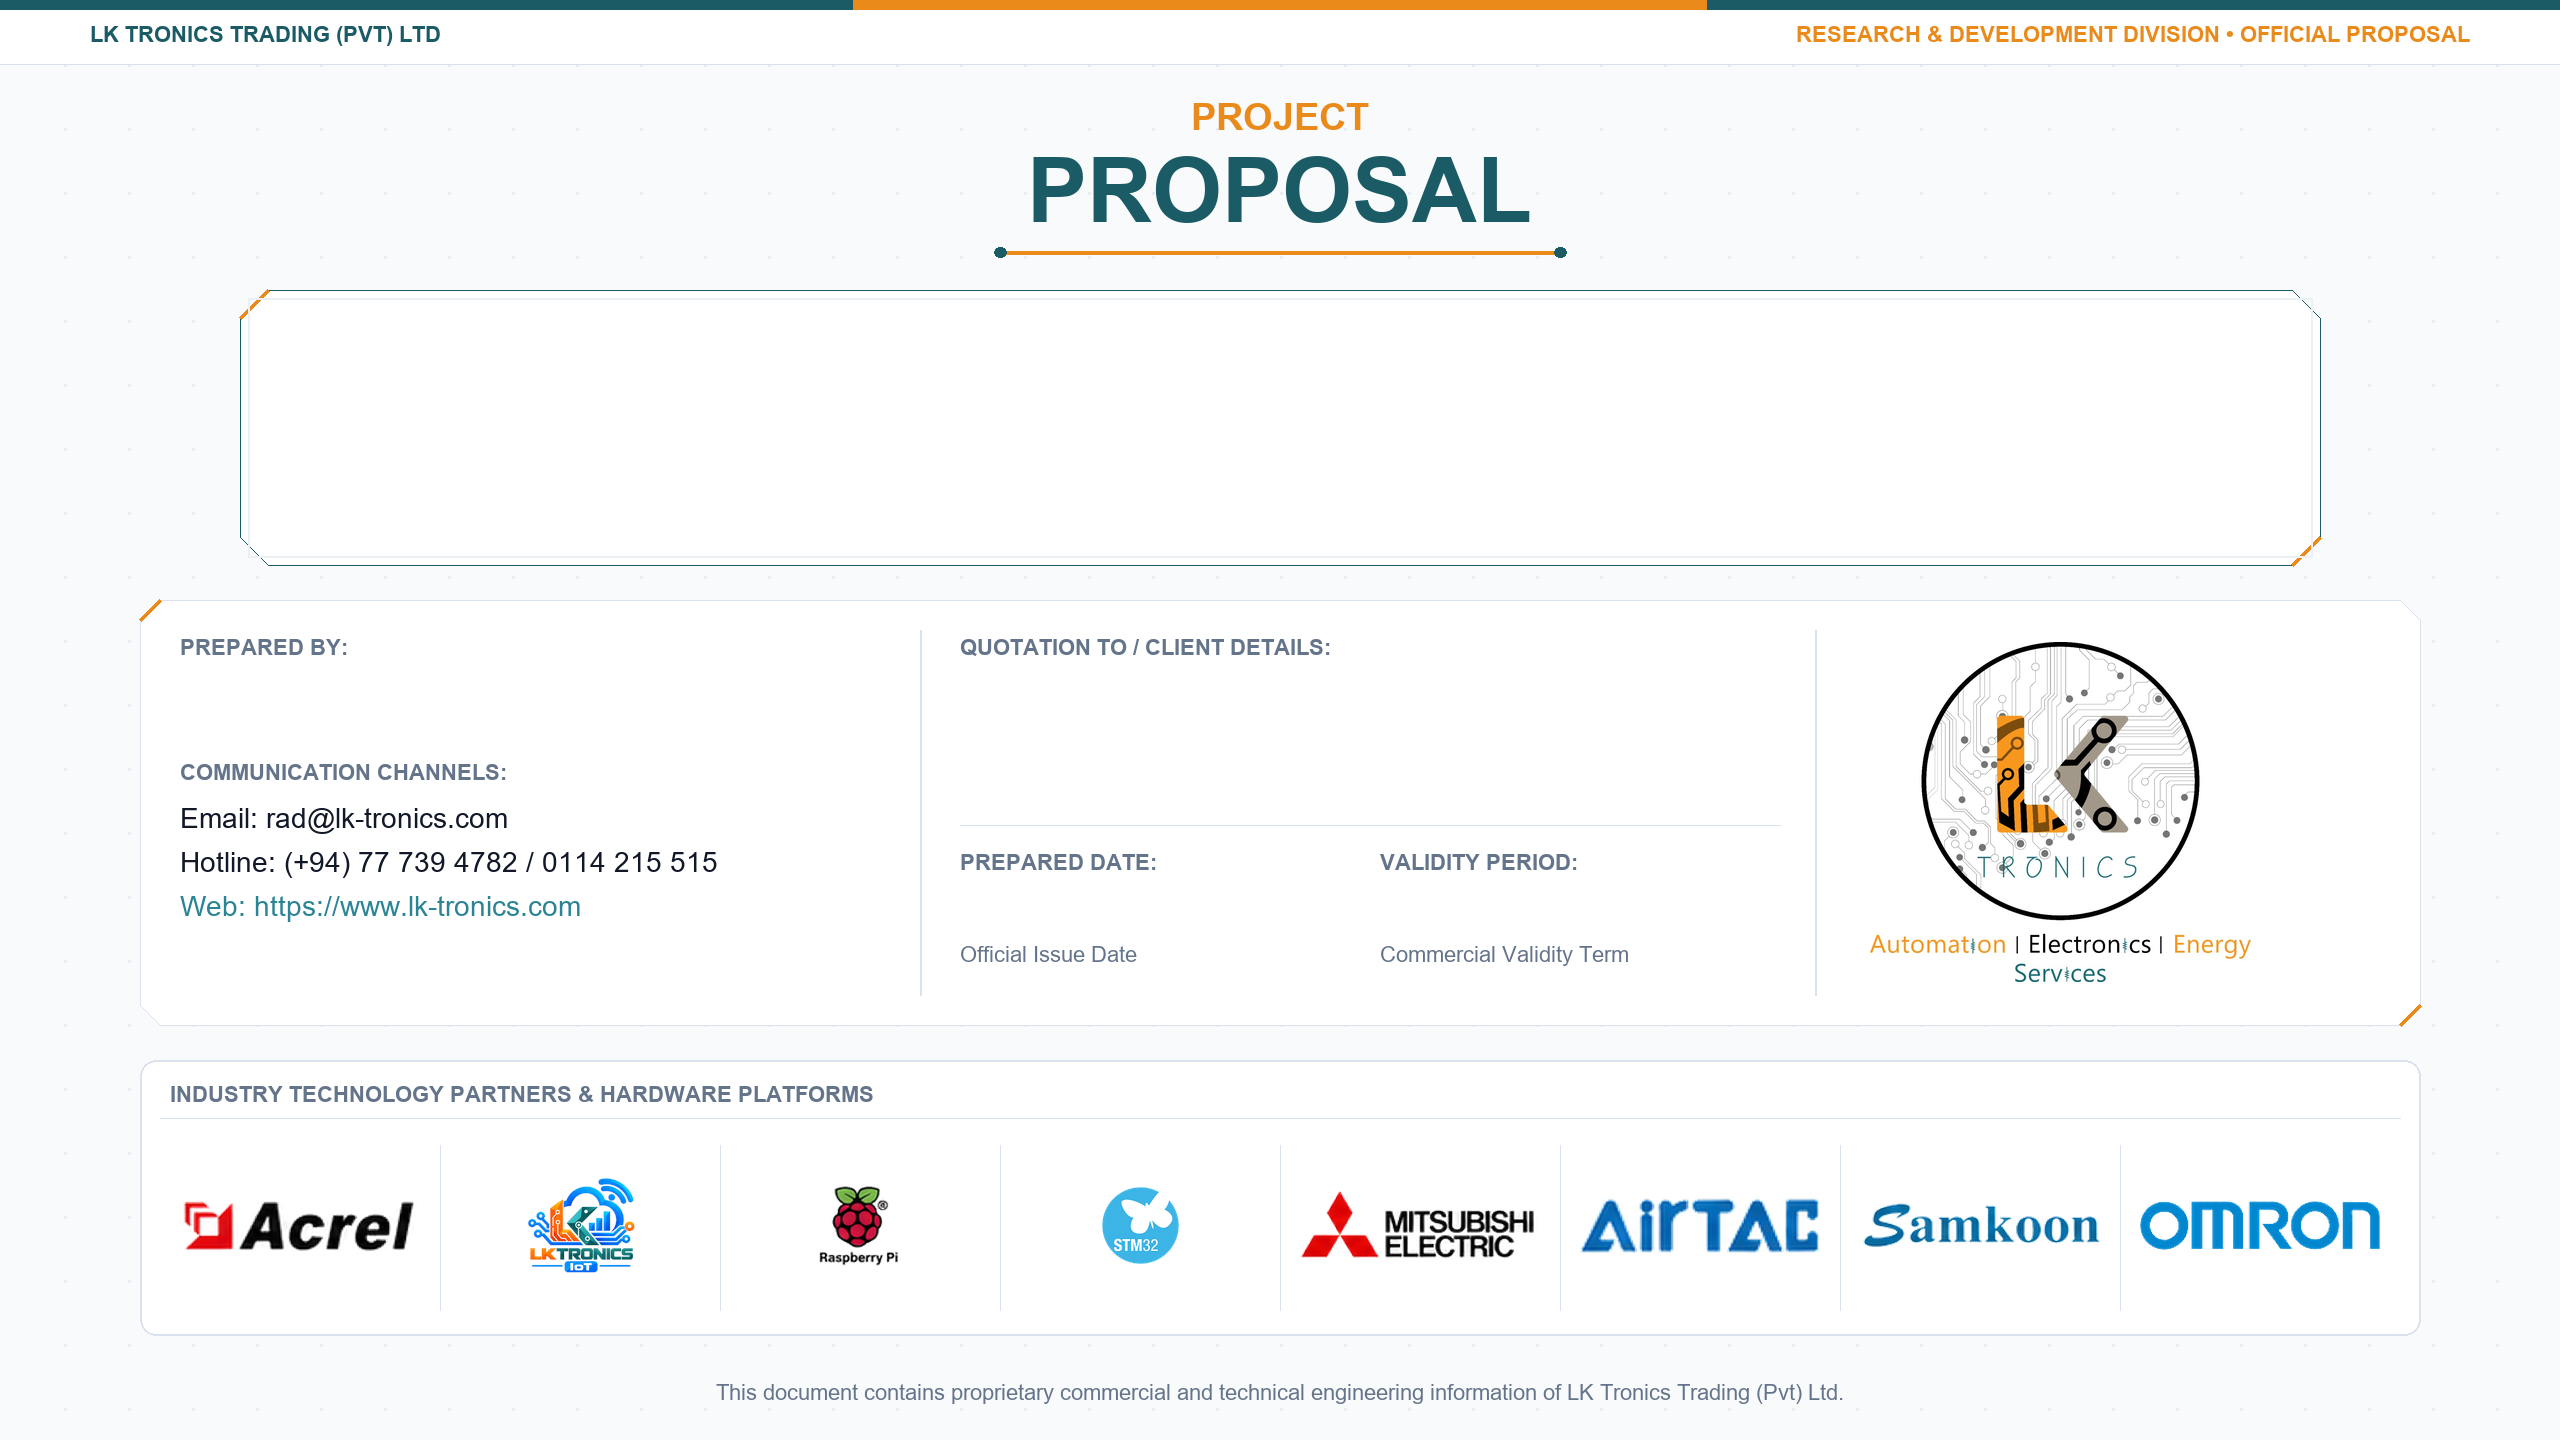 LK TRONICS TRADING (PVT) LTD
RESEARCH & DEVELOPMENT DIVISION • OFFICIAL PROPOSAL
PROJECT
PROPOSAL
PREPARED BY:
COMMUNICATION CHANNELS:
Email: rad@lk-tronics.com
Hotline: (+94) 77 739 4782 / 0114 215 515
Web: https://www.lk-tronics.com
QUOTATION TO / CLIENT DETAILS:
PREPARED DATE:
Official Issue Date
VALIDITY PERIOD:
Commercial Validity Term
LK
TRONICS
Automation | Electronics | Energy
Services
INDUSTRY TECHNOLOGY PARTNERS & HARDWARE PLATFORMS
Acrel
LKTRONICS
IoT
Raspberry Pi ®
STM32
MITSUBISHI
ELECTRIC
AirTAC
Samkoon
OMRON
This document contains proprietary commercial and technical engineering information of LK Tronics Trading (Pvt) Ltd.